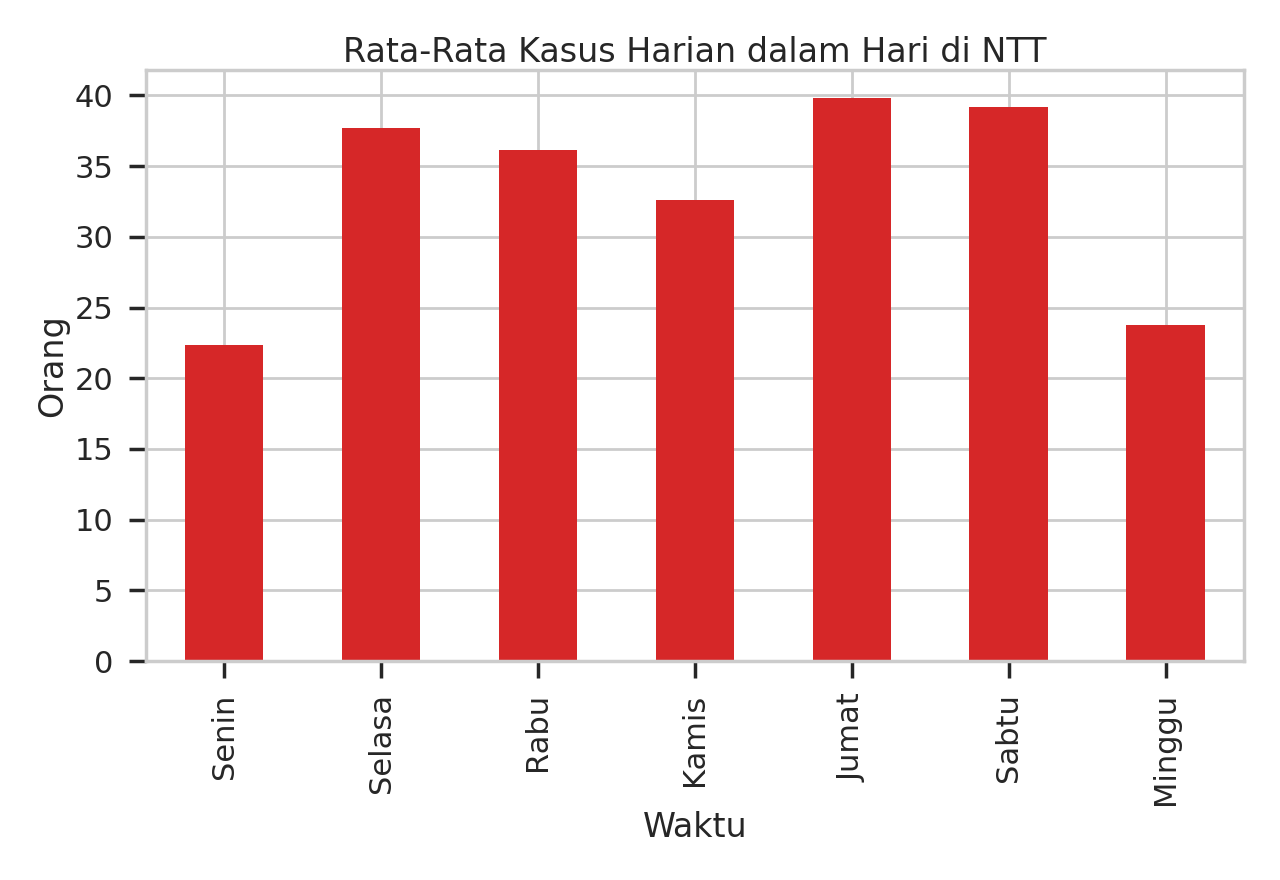 Rata-Rata Kasus Harian dalam Hari di NTT
40
35
30
25
20
15
10
5
0
Orang
Senin
Selasa
Rabu
Kamis
Jumat
Sabtu
Minggu
Waktu